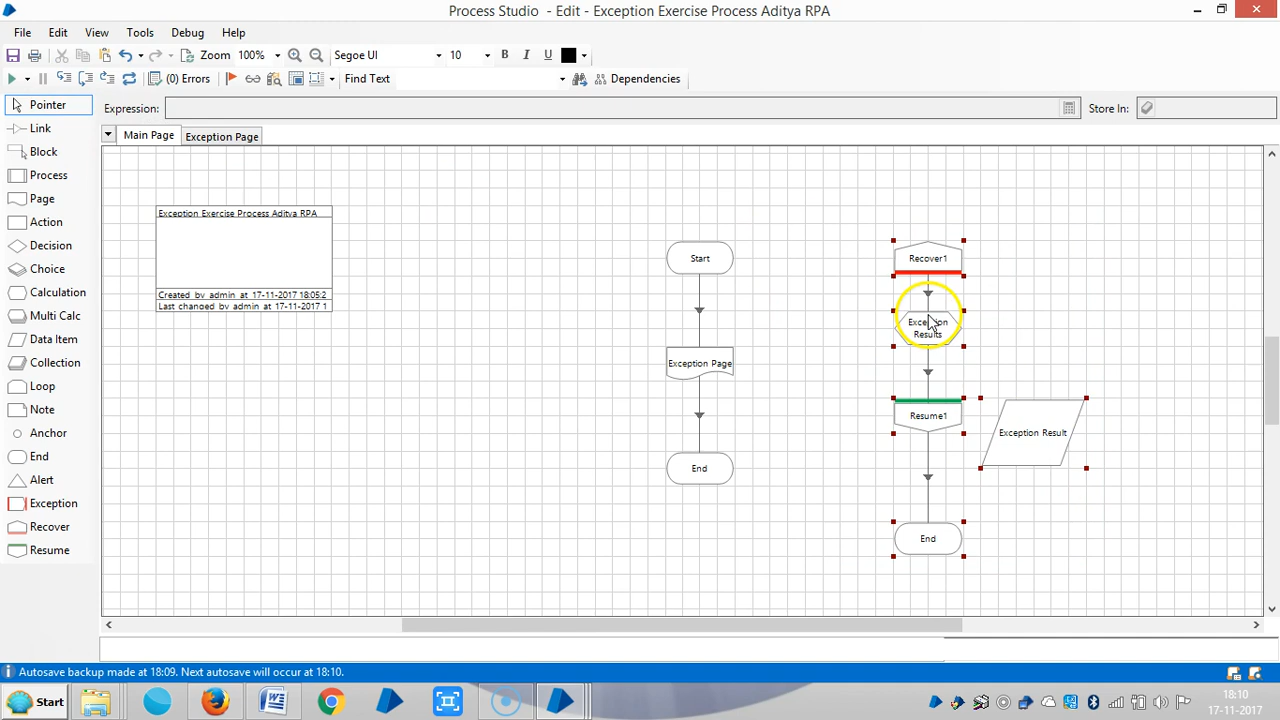 Process Studio - Edit - Exception Exercise Process Aditya RPA
File Edit View Tools Debug Help
Zoom 100% Segoe UI 10 B I U
(0) Errors Find Text Dependencies
Pointer
Expression: Store In:
Link
Main Page Exception Page
Block
Process
Page
Action
Decision
Choice
Calculation
Multi Calc
Data Item
Collection
Loop
Note
Anchor
End
Alert
Exception
Recover
Resume
Exception Exercise Process Aditya RPA
Created by admin at 17-11-2017 18:05:2
Last changed by admin at 17-11-2017 1
Start
Exception Page
End
Recover1
Exception
Results
Resume1
Exception Result
End
Autosave backup made at 18:09. Next autosave will occur at 18:10.
Start
18:10
17-11-2017